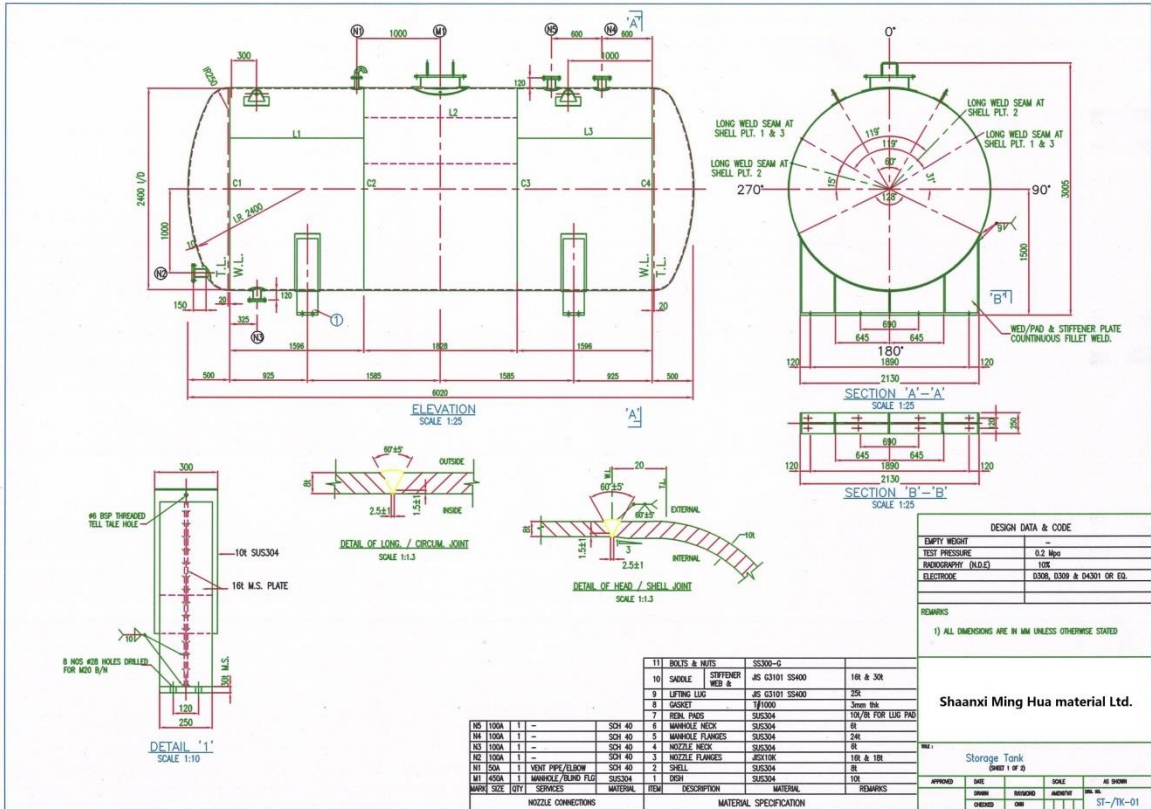 'A'
N1
M1
N5
N4
1000
600
600
300
1000
120
IR250
L1
L2
L3
2400 I/D
C1
C2
C3
C4
I.R 2400
1000
10
T.L.
W.L.
W.L.
T.L.
N2
150
20
120
1
20
325
N3
1596
1828
1596
500
925
1585
1585
925
500
6020
ELEVATION
SCALE 1:25
'A'
0°
LONG WELD SEAM AT
SHELL PLT. 2
LONG WELD SEAM AT
SHELL PLT. 1 & 3
LONG WELD SEAM AT
SHELL PLT. 1 & 3
LONG WELD SEAM AT
SHELL PLT. 2
119°
119°
60°
15°
31°
128°
270°
90°
3005
1500
9
'B'
WED/PAD & STIFFENER PLATE
COUNTINUOUS FILLET WELD.
690
645
645
180°
120
1890
120
2130
SECTION 'A'-'A'
SCALE 1:25
120
250
690
645
645
120
1890
120
2130
SECTION 'B'-'B'
SCALE 1:25
300
#6 BSP THREADED
TELL TALE HOLE
10t SUS304
16t M.S. PLATE
10
8 NOS #28 HOLES DRILLED
FOR M20 B/N
30t M.S.
120
250
DETAIL '1'
SCALE 1:10
60°±5°
OUTSIDE
8t
INSIDE
1.5±1
2.5±1
DETAIL OF LONG. / CIRCUM. JOINT
SCALE 1:1.3
W.L.
20
T.L.
60°±5°
60°±5°
EXTERNAL
8t
1.5±1
3
10t
INTERNAL
2.5±1
DETAIL OF HEAD / SHELL JOINT
SCALE 1:1.3
DESIGN DATA & CODE
EMPTY WEIGHT –
TEST PRESSURE 0.2 Mpo
RADIOGRAPHY (N.D.E) 10%
ELECTRODE D308, D309 & D4301 OR EQ.
REMARKS
1) ALL DIMENSIONS ARE IN MM UNLESS OTHERWISE STATED
Shaanxi Ming Hua material Ltd.
TITLE :
Storage Tank
(SHEET 1 OF 2)
APPROVED DATE SCALE AS SHOWN
DRAWN RAYMOND AMENDMT
CHECKED ST-/TK-01
N5 100A 1 – SCH 40
N4 100A 1 – SCH 40
N3 100A 1 – SCH 40
N2 100A 1 – SCH 40
N1 50A 1 VENT PIPE/ELBOW SCH 40
M1 450A 1 MANHOLE/BLIND FLG SUS304
MARK SIZE QTY SERVICES MATERIAL
NOZZLE CONNECTIONS
11 BOLTS & NUTS SS300-G
10 SADDLE STIFFENER WEB & JIS G3101 SS400 16t & 30t
9 LIFTING LUG JIS G3101 SS400 25t
8 GASKET T/#1000 3mm thk
7 REIN. PADS SUS304 10t/8t FOR LUG PAD
6 MANHOLE NECK SUS304 6t
5 MANHOLE FLANGES SUS304 24t
4 NOZZLE NECK SUS304 6t
3 NOZZLE FLANGES JISX10K 16t & 18t
2 SHELL SUS304 8t
1 DISH SUS304 10t
ITEM DESCRIPTION MATERIAL REMARKS
MATERIAL SPECIFICATION